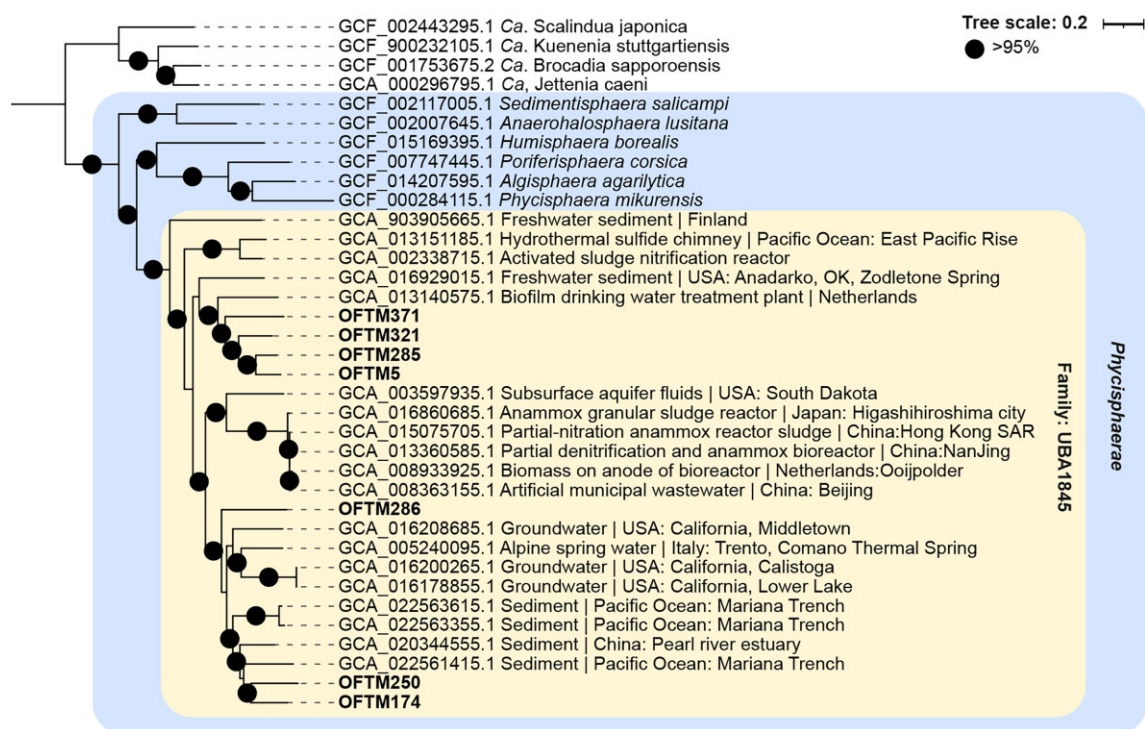 Tree scale: 0.2
>95%
GCF_002443295.1 Ca. Scalindua japonica
GCF_900232105.1 Ca. Kuenenia stuttgartiensis
GCF_001753675.2 Ca. Brocadia sapporoensis
GCA_000296795.1 Ca, Jettenia caeni
GCF_002117005.1 Sedimentisphaera salicampi
GCF_002007645.1 Anaerohalosphaera lusitana
GCF_015169395.1 Humisphaera borealis
GCF_007747445.1 Poriferisphaera corsica
GCF_014207595.1 Algisphaera agarilytica
GCF_000284115.1 Phycisphaera mikurensis
GCA_903905665.1 Freshwater sediment | Finland
GCA_013151185.1 Hydrothermal sulfide chimney | Pacific Ocean: East Pacific Rise
GCA_002338715.1 Activated sludge nitrification reactor
GCA_016929015.1 Freshwater sediment | USA: Anadarko, OK, Zodletone Spring
GCA_013140575.1 Biofilm drinking water treatment plant | Netherlands
OFTM371
OFTM321
OFTM285
OFTM5
GCA_003597935.1 Subsurface aquifer fluids | USA: South Dakota
GCA_016860685.1 Anammox granular sludge reactor | Japan: Higashihiroshima city
GCA_015075705.1 Partial-nitration anammox reactor sludge | China:Hong Kong SAR
GCA_013360585.1 Partial denitrification and anammox bioreactor | China:NanJing
GCA_008933925.1 Biomass on anode of bioreactor | Netherlands:Ooijpolder
GCA_008363155.1 Artificial municipal wastewater | China: Beijing
OFTM286
GCA_016208685.1 Groundwater | USA: California, Middletown
GCA_005240095.1 Alpine spring water | Italy: Trento, Comano Thermal Spring
GCA_016200265.1 Groundwater | USA: California, Calistoga
GCA_016178855.1 Groundwater | USA: California, Lower Lake
GCA_022563615.1 Sediment | Pacific Ocean: Mariana Trench
GCA_022563355.1 Sediment | Pacific Ocean: Mariana Trench
GCA_020344555.1 Sediment | China: Pearl river estuary
GCA_022561415.1 Sediment | Pacific Ocean: Mariana Trench
OFTM250
OFTM174
Family: UBA1845
Phycisphaerae